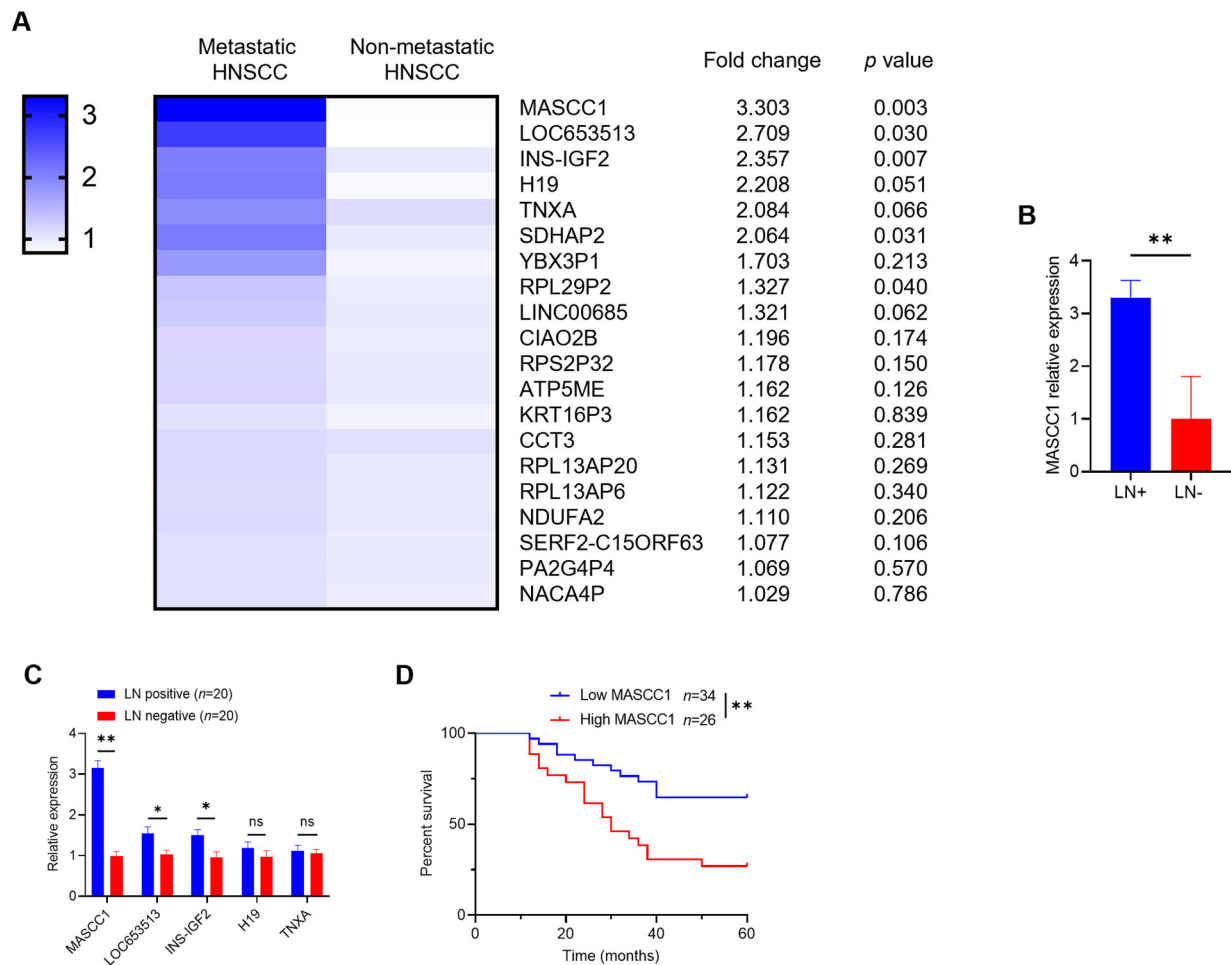 A
Metastatic HNSCC
Non-metastatic HNSCC
Fold change
p value
3
2
1
MASCC1 3.303 0.003
LOC653513 2.709 0.030
INS-IGF2 2.357 0.007
H19 2.208 0.051
TNXA 2.084 0.066
SDHAP2 2.064 0.031
YBX3P1 1.703 0.213
RPL29P2 1.327 0.040
LINC00685 1.321 0.062
CIAO2B 1.196 0.174
RPS2P32 1.178 0.150
ATP5ME 1.162 0.126
KRT16P3 1.162 0.839
CCT3 1.153 0.281
RPL13AP20 1.131 0.269
RPL13AP6 1.122 0.340
NDUFA2 1.110 0.206
SERF2-C15ORF63 1.077 0.106
PA2G4P4 1.069 0.570
NACA4P 1.029 0.786
B
**
MASCC1 relative expression
4
3
2
1
0
LN+ LN-
C
LN positive (n=20)
LN negative (n=20)
Relative expression
4
3
2
1
0
**
*
*
ns
ns
MASCC1
LOC653513
INS-IGF2
H19
TNXA
D
Low MASCC1 n=34
High MASCC1 n=26
**
Percent survival
100
50
0
0 20 40 60
Time (months)